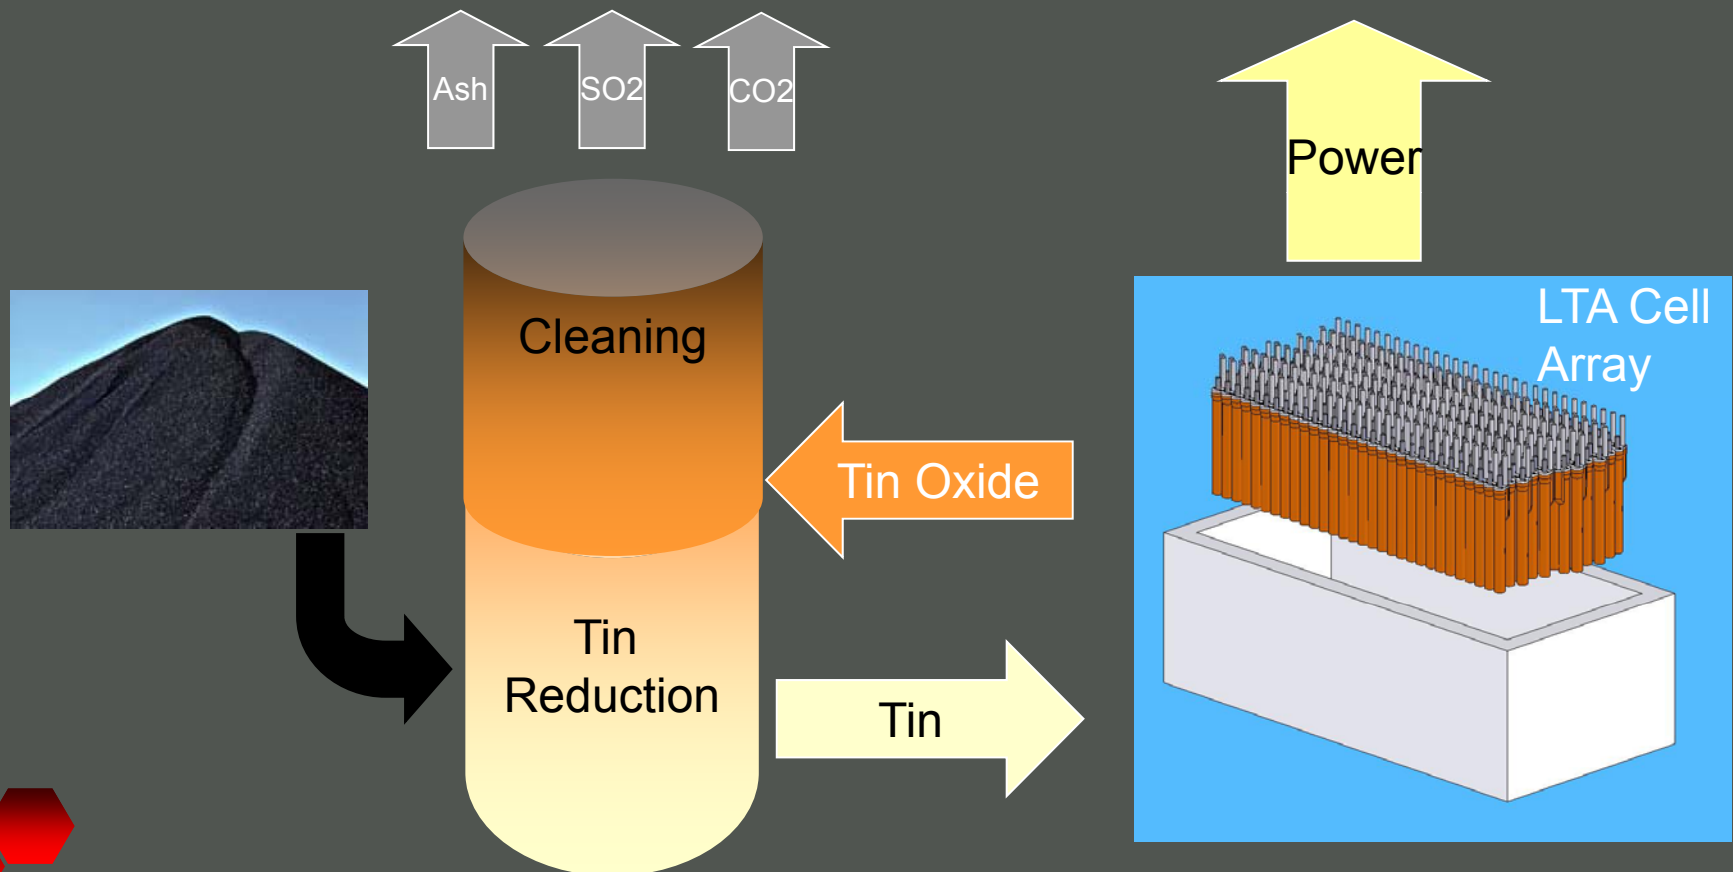 Ash
SO2
CO2
Power
LTA Cell
Array
Cleaning
Tin Oxide
Tin
Reduction
Tin